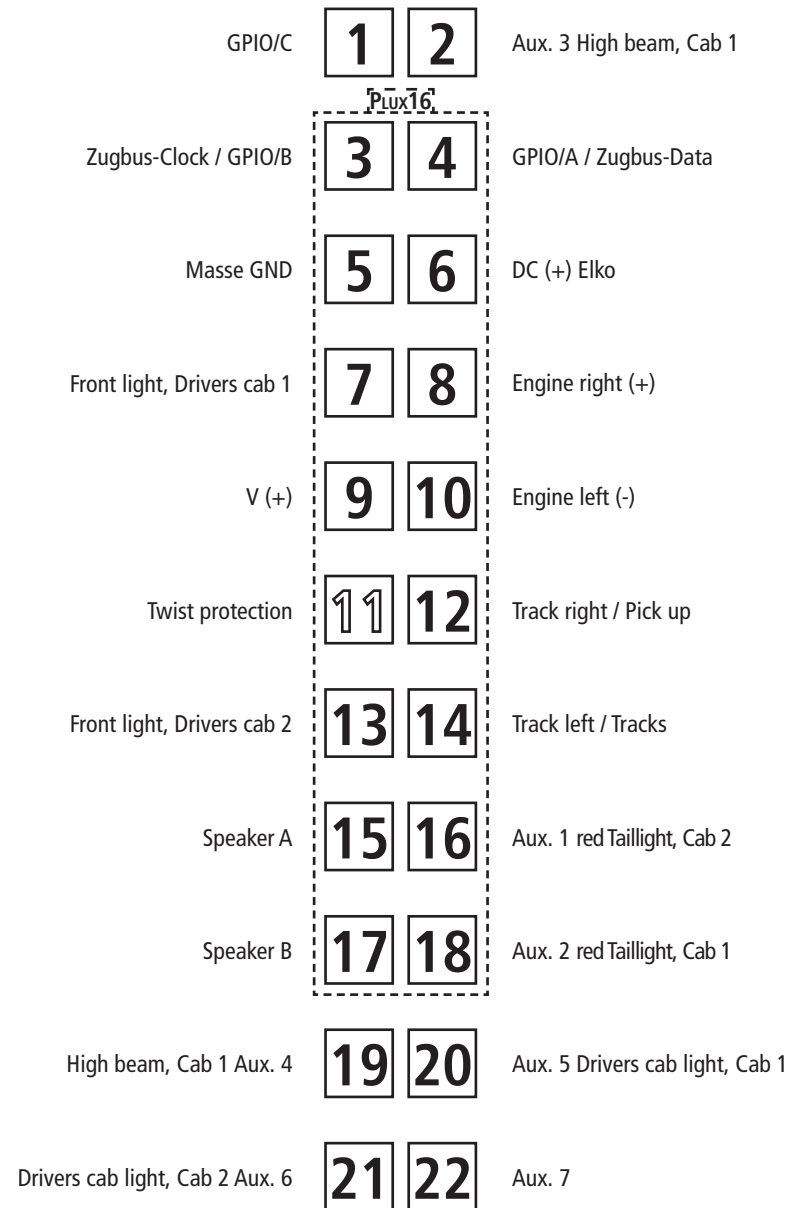 GPIO/C 1 2 Aux. 3 High beam, Cab 1
PLUX16
Zugbus-Clock / GPIO/B 3 4 GPIO/A / Zugbus-Data
Masse GND 5 6 DC (+) Elko
Front light, Drivers cab 1 7 8 Engine right (+)
V (+) 9 10 Engine left (-)
Twist protection 11 12 Track right / Pick up
Front light, Drivers cab 2 13 14 Track left / Tracks
Speaker A 15 16 Aux. 1 red Taillight, Cab 2
Speaker B 17 18 Aux. 2 red Taillight, Cab 1
High beam, Cab 1 Aux. 4 19 20 Aux. 5 Drivers cab light, Cab 1
Drivers cab light, Cab 2 Aux. 6 21 22 Aux. 7